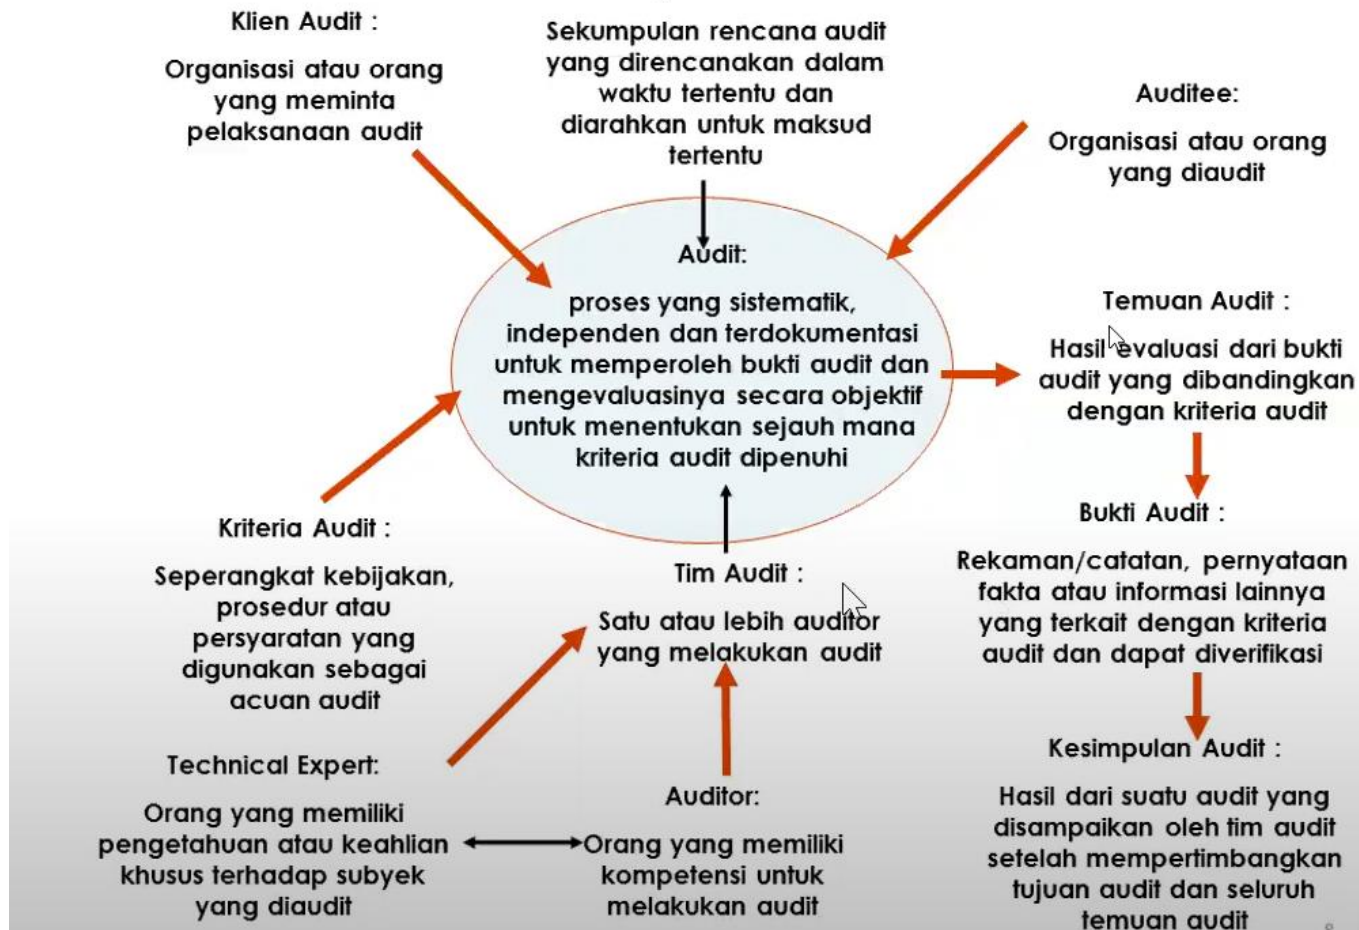 Klien Audit :
Organisasi atau orang
yang meminta
pelaksanaan audit
Sekumpulan rencana audit
yang direncanakan dalam
waktu tertentu dan
diarahkan untuk maksud
tertentu
Auditee:
Organisasi atau orang
yang diaudit
Audit:
proses yang sistematik,
independen dan terdokumentasi
untuk memperoleh bukti audit dan
mengevaluasinya secara objektif
untuk menentukan sejauh mana
kriteria audit dipenuhi
Temuan Audit :
Hasil evaluasi dari bukti
audit yang dibandingkan
dengan kriteria audit
Kriteria Audit :
Seperangkat kebijakan,
prosedur atau
persyaratan yang
digunakan sebagai
acuan audit
Tim Audit :
Satu atau lebih auditor
yang melakukan audit
Bukti Audit :
Rekaman/catatan, pernyataan
fakta atau informasi lainnya
yang terkait dengan kriteria
audit dan dapat diverifikasi
Technical Expert:
Orang yang memiliki
pengetahuan atau keahlian
khusus terhadap subyek
yang diaudit
Auditor:
Orang yang memiliki
kompetensi untuk
melakukan audit
Kesimpulan Audit :
Hasil dari suatu audit yang
disampaikan oleh tim audit
setelah mempertimbangkan
tujuan audit dan seluruh
temuan audit